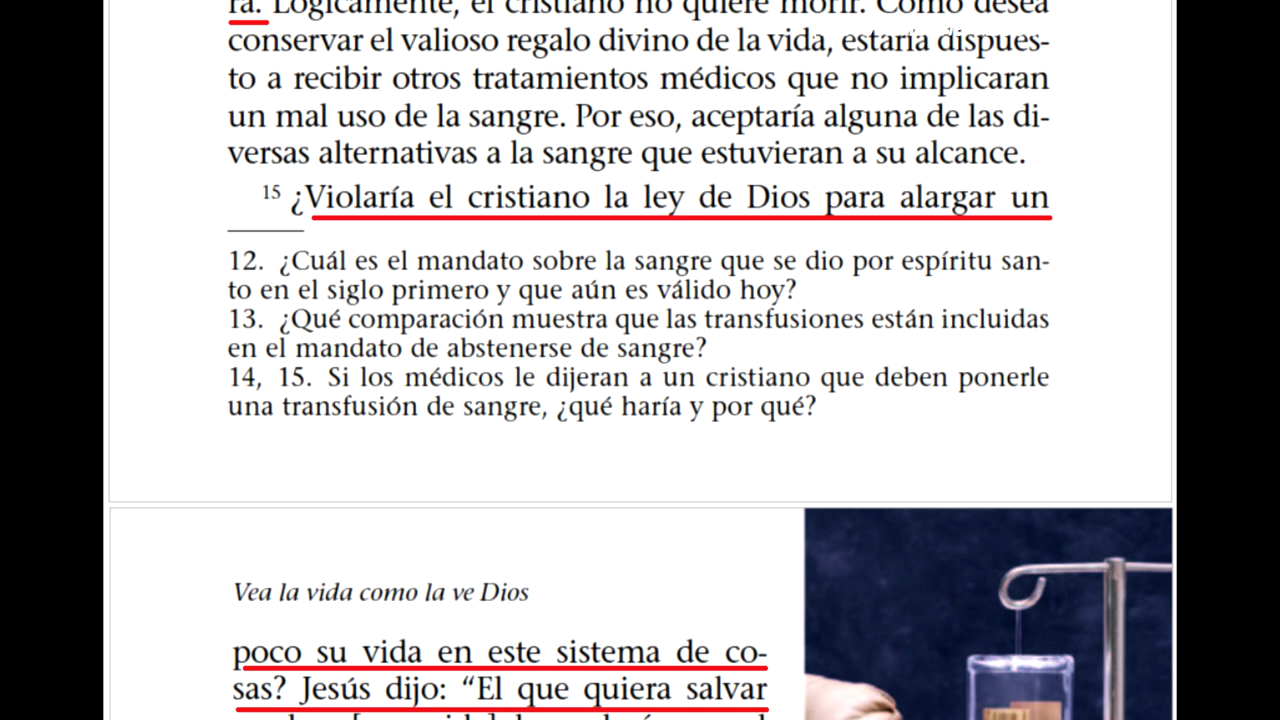 ra. Logicamente, el cristiano no quiere morir. Como desea
conservar el valioso regalo divino de la vida, estaría dispues-
to a recibir otros tratamientos médicos que no implicaran
un mal uso de la sangre. Por eso, aceptaría alguna de las di-
versas alternativas a la sangre que estuvieran a su alcance.
15 ¿Violaría el cristiano la ley de Dios para alargar un
12. ¿Cuál es el mandato sobre la sangre que se dio por espíritu san-
to en el siglo primero y que aún es válido hoy?
13. ¿Qué comparación muestra que las transfusiones están incluidas
en el mandato de abstenerse de sangre?
14, 15. Si los médicos le dijeran a un cristiano que deben ponerle
una transfusión de sangre, ¿qué haría y por qué?
Vea la vida como la ve Dios
poco su vida en este sistema de co-
sas? Jesús dijo: “El que quiera salvar